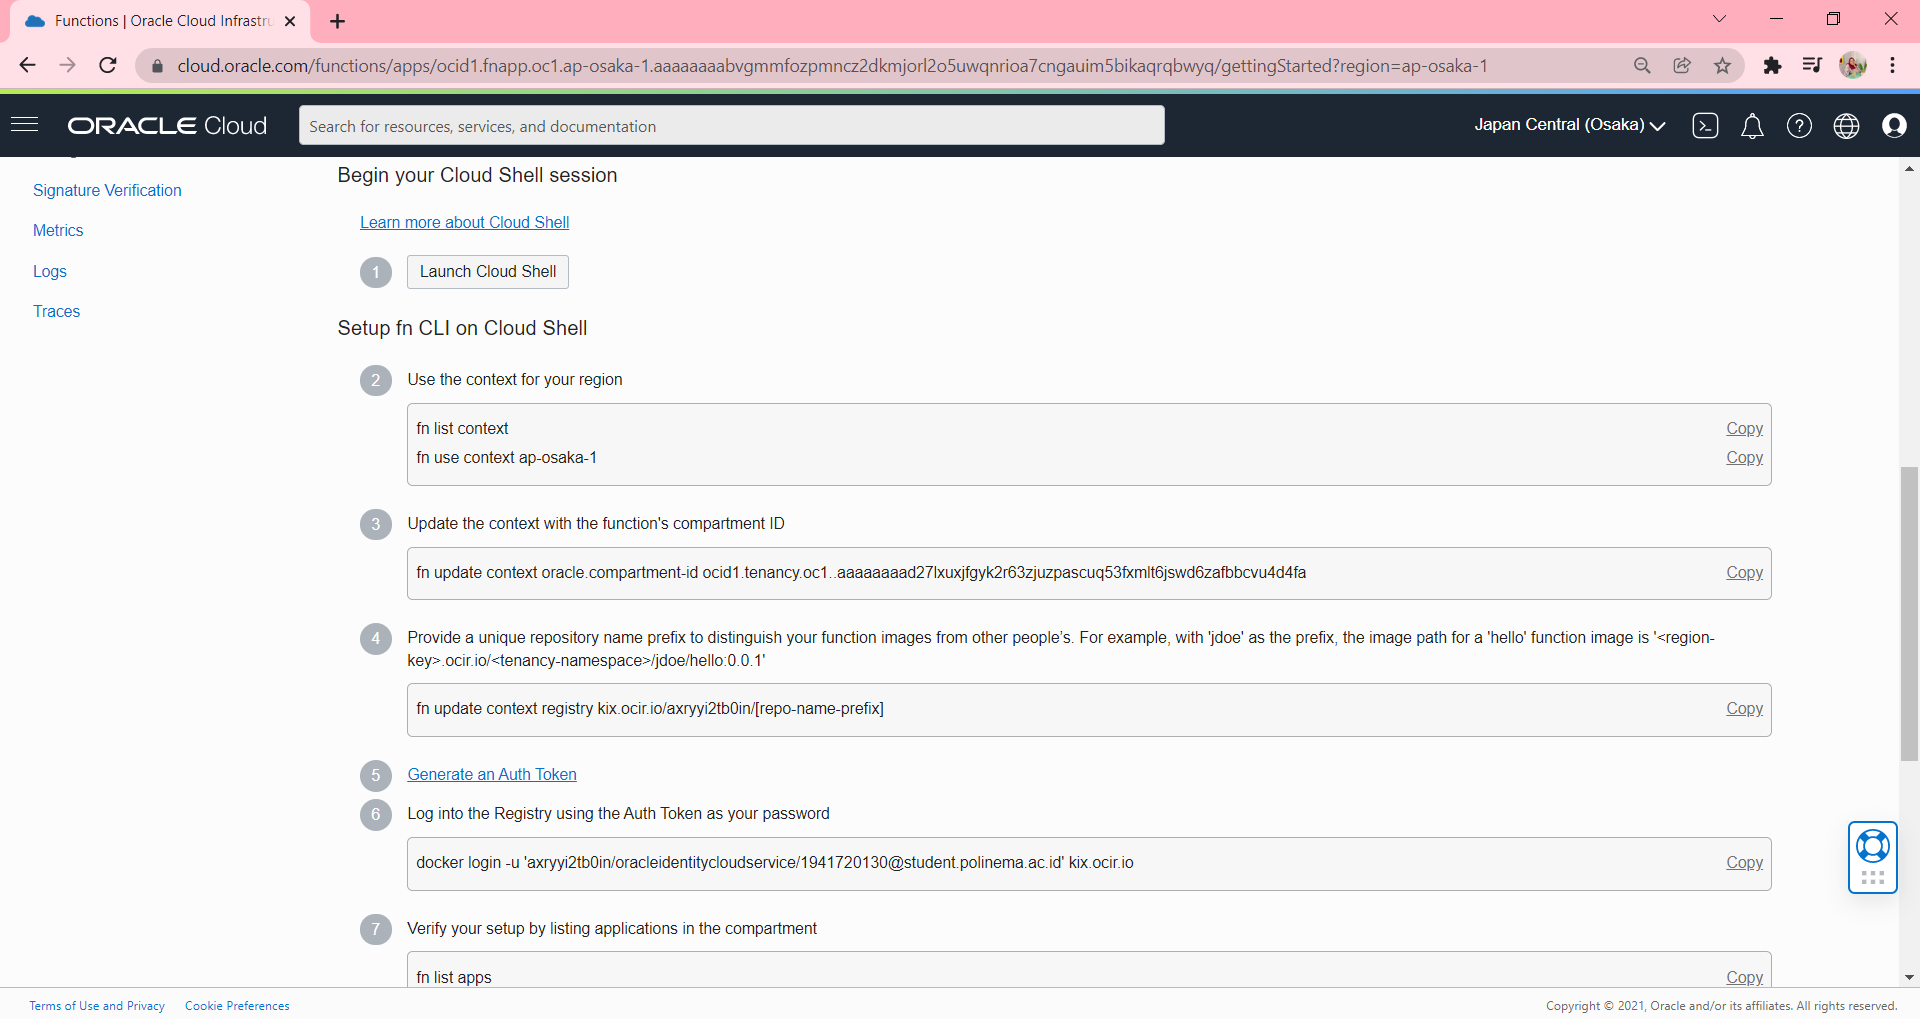 Functions | Oracle Cloud Infrastru
cloud.oracle.com/functions/apps/ocid1.fnapp.oc1.ap-osaka-1.aaaaaaaabvgmmfozpmncz2dkmjorl2o5uwqnrioa7cngauim5bikaqrqbwyq/gettingStarted?region=ap-osaka-1
ORACLE Cloud
Search for resources, services, and documentation
Japan Central (Osaka)
Signature Verification
Metrics
Logs
Traces
Begin your Cloud Shell session
Learn more about Cloud Shell
1 Launch Cloud Shell
Setup fn CLI on Cloud Shell
2 Use the context for your region
fn list context Copy
fn use context ap-osaka-1 Copy
3 Update the context with the function's compartment ID
fn update context oracle.compartment-id ocid1.tenancy.oc1..aaaaaaaad27lxuxjfgyk2r63zjuzpascuq53fxmlt6jswd6zafbbcvu4d4fa Copy
4 Provide a unique repository name prefix to distinguish your function images from other people’s. For example, with 'jdoe' as the prefix, the image path for a 'hello' function image is '<region-
key>.ocir.io/<tenancy-namespace>/jdoe/hello:0.0.1'
fn update context registry kix.ocir.io/axryyi2tb0in/[repo-name-prefix] Copy
5 Generate an Auth Token
6 Log into the Registry using the Auth Token as your password
docker login -u 'axryyi2tb0in/oracleidentitycloudservice/1941720130@student.polinema.ac.id' kix.ocir.io Copy
7 Verify your setup by listing applications in the compartment
fn list apps Copy
Terms of Use and Privacy Cookie Preferences
Copyright © 2021, Oracle and/or its affiliates. All rights reserved.